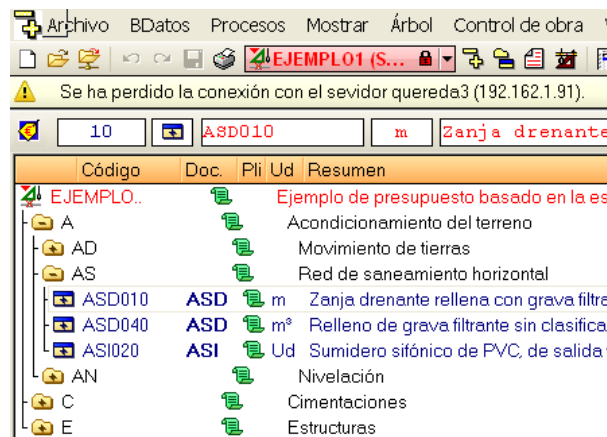 Archivo BDatos Procesos Mostrar Árbol Control de obra
EJEMPLO1 (S...
Se ha perdido la conexión con el sevidor quereda3 (192.162.1.91).
10 ASD010 m Zanja drenante
Código Doc. Pli Ud Resumen
EJEMPLO.. Ejemplo de presupuesto basado en la es
A Acondicionamiento del terreno
AD Movimiento de tierras
AS Red de saneamiento horizontal
ASD010 ASD m Zanja drenante rellena con grava filtra
ASD040 ASD m³ Relleno de grava filtrante sin clasifica
ASI020 ASI Ud Sumidero sifónico de PVC, de salida
AN Nivelación
C Cimentaciones
E Estructuras